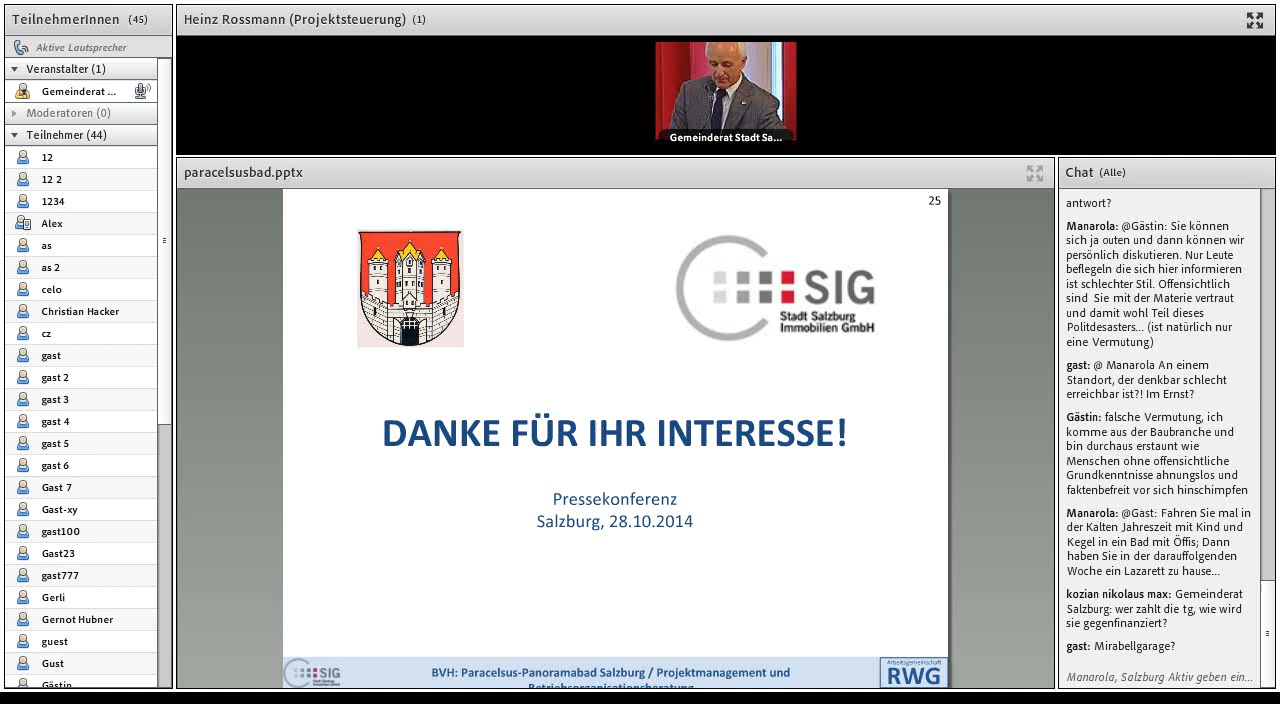 TeilnehmerInnen (45)
Aktive Lautsprecher
Veranstalter (1)
Gemeinderat ...
Moderatoren (0)
Teilnehmer (44)
12
12 2
1234
Alex
as
as 2
celo
Christian Hacker
cz
gast
gast 2
gast 3
gast 4
gast 5
gast 6
Gast 7
Gast-xy
gast100
Gast23
gast777
Gerli
Gernot Hubner
guest
Gust
Gästin
Heinz Rossmann (Projektsteuerung) (1)
Gemeinderat Stadt Sa...
paracelsusbad.pptx
25
SIG
Stadt Salzburg
Immobilien GmbH
DANKE FÜR IHR INTERESSE!
Pressekonferenz
Salzburg, 28.10.2014
SIG
Stadt Salzburg
Immobilien GmbH
BVH: Paracelsus-Panoramabad Salzburg / Projektmanagement und
Betriebsorganisationsberatung
Arbeitsgemeinschaft
RWG
Chat (Alle)
antwort?
Manarola: @Gästin: Sie können
sich ja outen und dann können wir
persönlich diskutieren. Nur Leute
beflegeln die sich hier informieren
ist schlechter Stil. Offensichtlich
sind Sie mit der Materie vertraut
und damit wohl Teil dieses
Politdesasters... (ist natürlich nur
eine Vermutung)
gast: @ Manarola An einem
Standort, der denkbar schlecht
erreichbar ist?! Im Ernst?
Gästin: falsche Vermutung, ich
komme aus der Baubranche und
bin durchaus erstaunt wie
Menschen ohne offensichtliche
Grundkenntnisse ahnungslos und
faktenbefreit vor sich hinschimpfen
Manarola: @Gast: Fahren Sie mal in
der Kalten Jahreszeit mit Kind und
Kegel in ein Bad mit Öffis; Dann
haben Sie in der darauffolgenden
Woche ein Lazarett zu hause...
kozian nikolaus max: Gemeinderat
Salzburg: wer zahlt die tg, wie wird
sie gegenfinanziert?
gast: Mirabellgarage?
Manarola, Salzburg Aktiv geben ein...